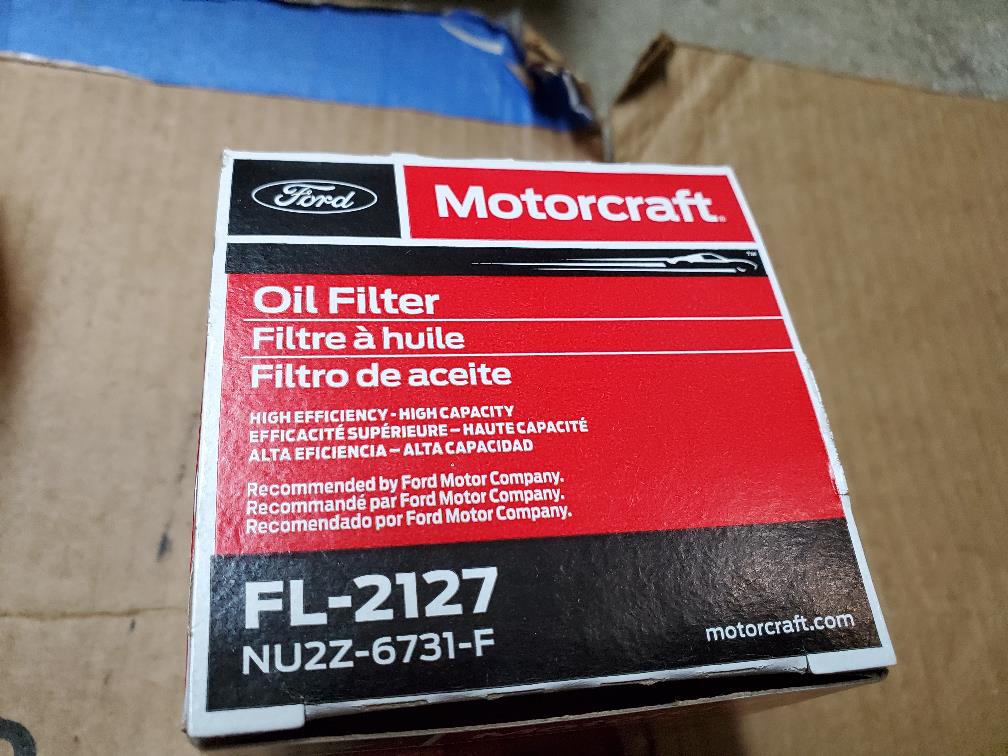 Ford
Motorcraft
TM
Oil Filter
Filtre à huile
Filtro de aceite
HIGH EFFICIENCY - HIGH CAPACITY
EFFICACITÉ SUPÉRIEURE – HAUTE CAPACITÉ
ALTA EFICIENCIA – ALTA CAPACIDAD
Recommended by Ford Motor Company.
Recommandé par Ford Motor Company.
Recomendado por Ford Motor Company.
FL-2127
NU2Z-6731-F
motorcraft.com